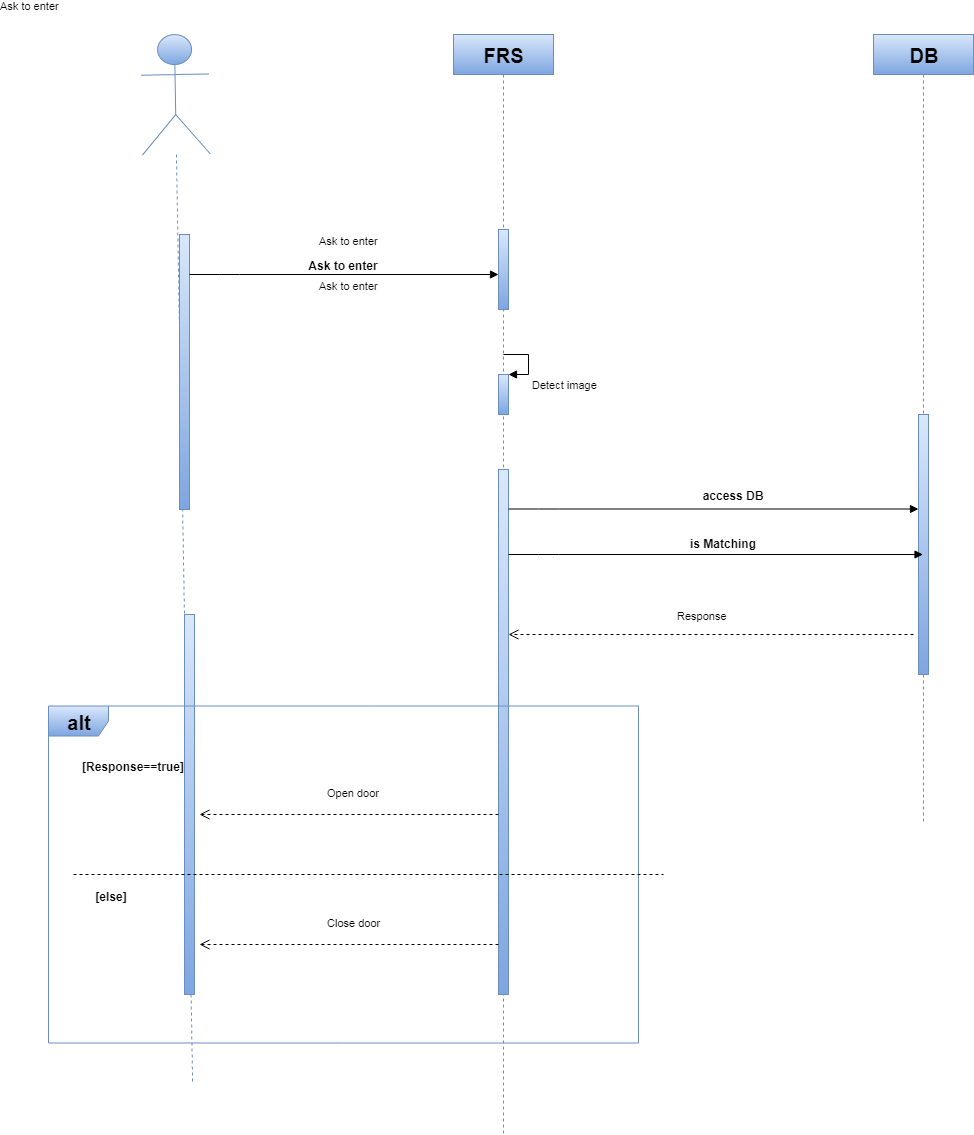 Ask to enter
FRS
DB
Ask to enter
Ask to enter
Ask to enter
Detect image
access DB
is Matching
Response
alt
[Response==true]
Open door
[else]
Close door